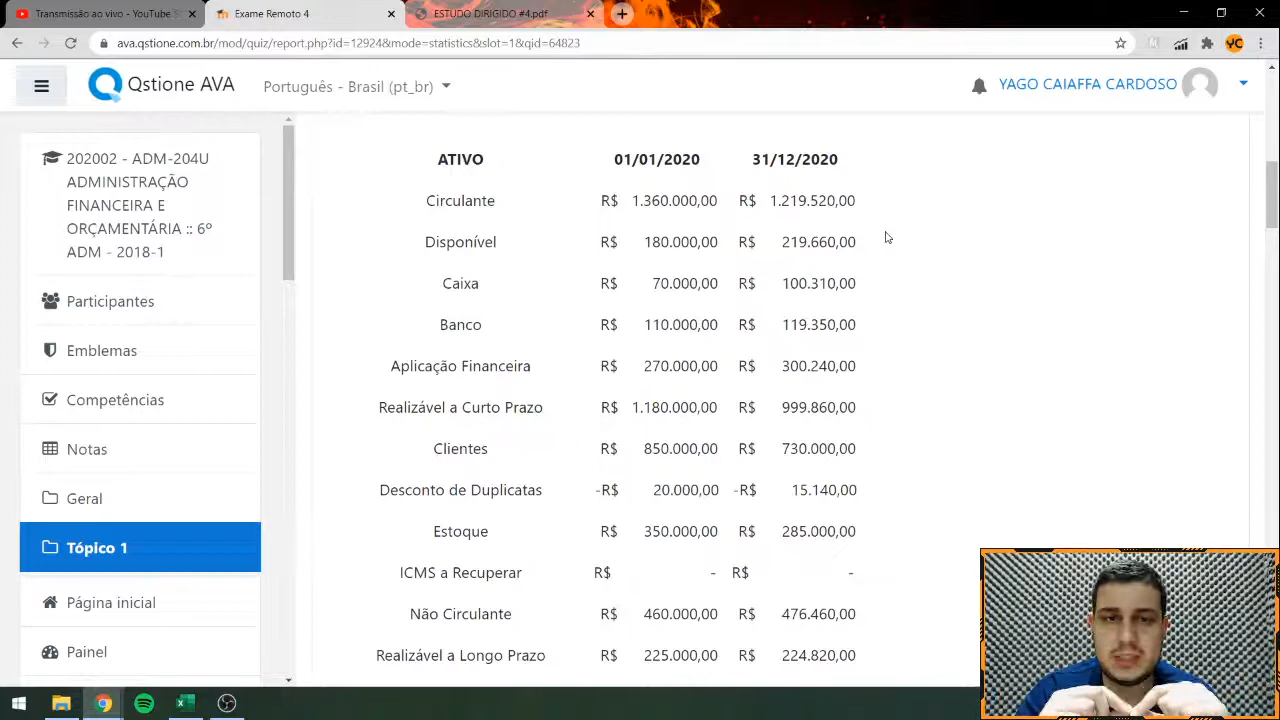 Transmissão ao vivo - YouTube
Exame Remoto 4
ESTUDO DIRIGIDO #4.pdf
ava.qstione.com.br/mod/quiz/report.php?id=12924&mode=statistics&slot=1&qid=64823
YC
Qstione AVA
Português - Brasil (pt_br)
YAGO CAIAFFA CARDOSO
202002 - ADM-204U
ADMINISTRAÇÃO
FINANCEIRA E
ORÇAMENTÁRIA :: 6º
ADM - 2018-1
Participantes
Emblemas
Competências
Notas
Geral
Tópico 1
Página inicial
Painel
ATIVO 01/01/2020 31/12/2020
Circulante R$ 1.360.000,00 R$ 1.219.520,00
Disponível R$ 180.000,00 R$ 219.660,00
Caixa R$ 70.000,00 R$ 100.310,00
Banco R$ 110.000,00 R$ 119.350,00
Aplicação Financeira R$ 270.000,00 R$ 300.240,00
Realizável a Curto Prazo R$ 1.180.000,00 R$ 999.860,00
Clientes R$ 850.000,00 R$ 730.000,00
Desconto de Duplicatas -R$ 20.000,00 -R$ 15.140,00
Estoque R$ 350.000,00 R$ 285.000,00
ICMS a Recuperar R$ - R$ -
Não Circulante R$ 460.000,00 R$ 476.460,00
Realizável a Longo Prazo R$ 225.000,00 R$ 224.820,00